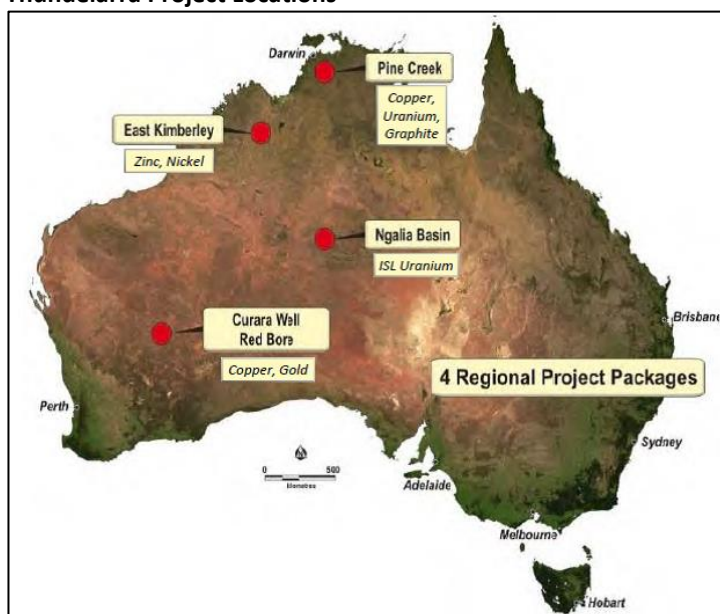 Thundelarra Project Locations
Darwin
Pine Creek
Copper,
Uranium,
Graphite
East Kimberley
Zinc, Nickel
Ngalia Basin
ISL Uranium
Curara Well
Red Bore
Copper, Gold
Brisbane
4 Regional Project Packages
Perth
Sydney
0 500
kilometres
Adelaide
Melbourne
Hobart